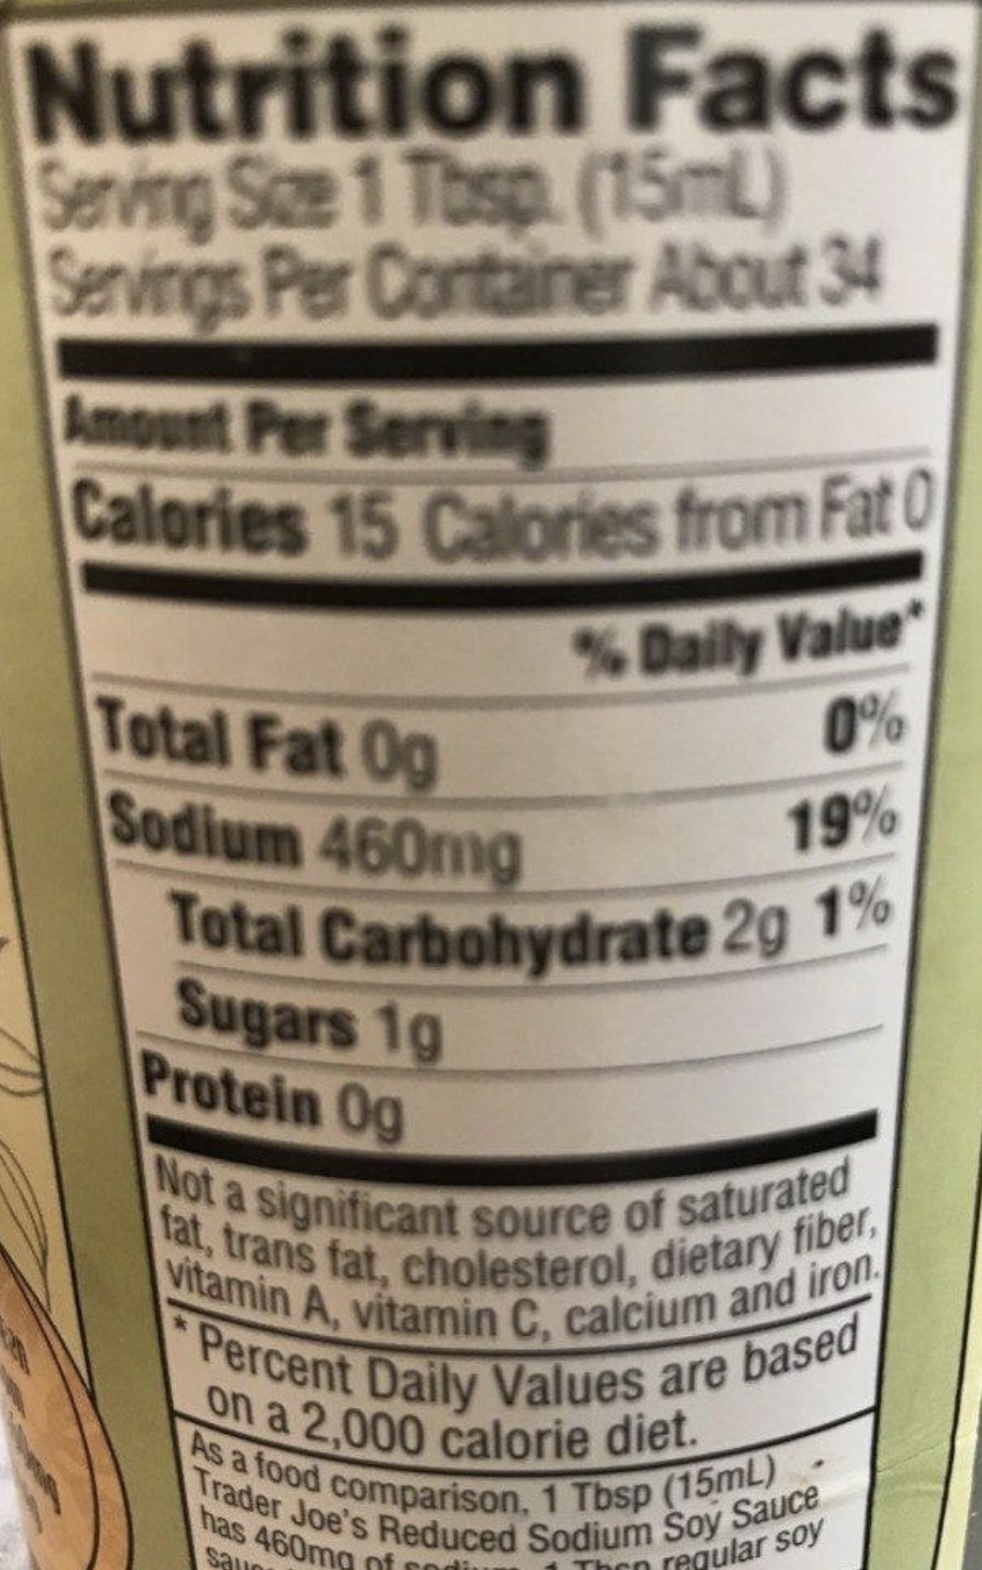 Nutrition Facts
Serving Size 1 Tbsp. (15mL)
Servings Per Container About 34
Amount Per Serving
Calories 15 Calories from Fat 0
% Daily Value*
Total Fat 0g 0%
Sodium 460mg 19%
Total Carbohydrate 2g 1%
Sugars 1g
Protein 0g
Not a significant source of saturated
fat, trans fat, cholesterol, dietary fiber,
vitamin A, vitamin C, calcium and iron.
* Percent Daily Values are based
on a 2,000 calorie diet.
As a food comparison, 1 Tbsp (15mL)
Trader Joe's Reduced Sodium Soy Sauce
has 460mg of sodium. 1 Tbsp regular soy